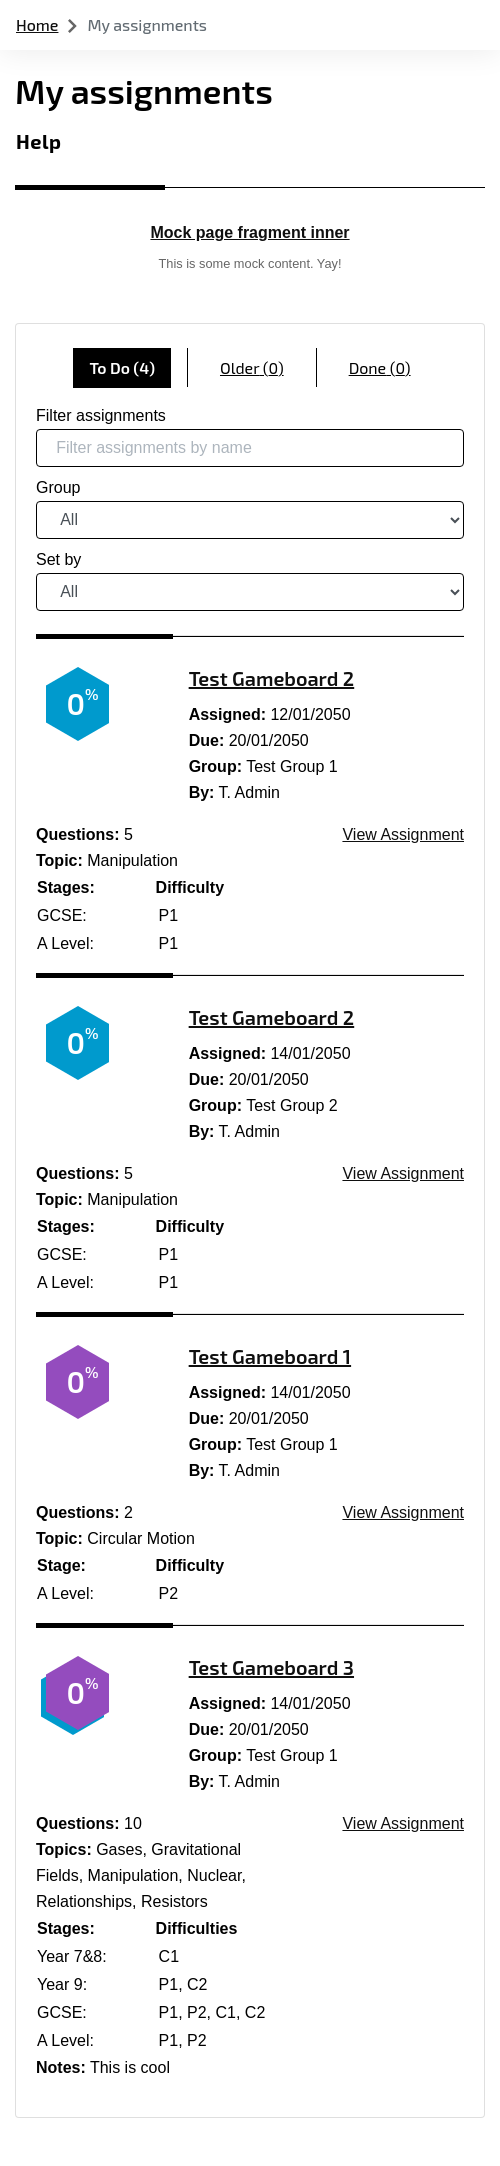 Home > My assignments
My assignments
Help
Mock page fragment inner
This is some mock content. Yay!
To Do (4) Older (0) Done (0)
Filter assignments
Filter assignments by name
Group
All
Set by
All
0%
Test Gameboard 2
Assigned: 12/01/2050
Due: 20/01/2050
Group: Test Group 1
By: T. Admin
Questions: 5 View Assignment
Topic: Manipulation
Stages: Difficulty
GCSE: P1
A Level: P1
0%
Test Gameboard 2
Assigned: 14/01/2050
Due: 20/01/2050
Group: Test Group 2
By: T. Admin
Questions: 5 View Assignment
Topic: Manipulation
Stages: Difficulty
GCSE: P1
A Level: P1
0%
Test Gameboard 1
Assigned: 14/01/2050
Due: 20/01/2050
Group: Test Group 1
By: T. Admin
Questions: 2 View Assignment
Topic: Circular Motion
Stage: Difficulty
A Level: P2
0%
Test Gameboard 3
Assigned: 14/01/2050
Due: 20/01/2050
Group: Test Group 1
By: T. Admin
Questions: 10 View Assignment
Topics: Gases, Gravitational
Fields, Manipulation, Nuclear,
Relationships, Resistors
Stages: Difficulties
Year 7&8: C1
Year 9: P1, C2
GCSE: P1, P2, C1, C2
A Level: P1, P2
Notes: This is cool